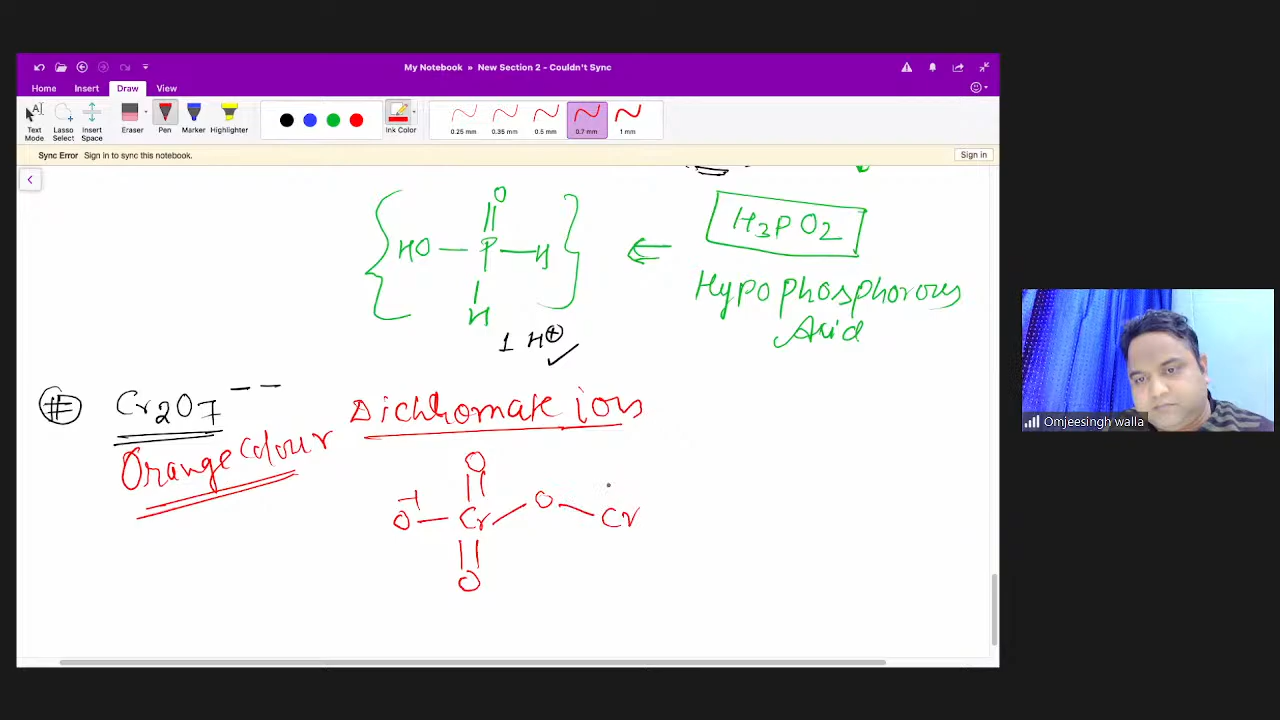 My Notebook » New Section 2 - Couldn't Sync
Home Insert Draw View
Text Mode
Lasso Select
Insert Space
Eraser
Pen
Marker
Highlighter
Ink Color
0.25 mm
0.35 mm
0.5 mm
0.7 mm
1 mm
Sync Error Sign in to sync this notebook.
Sign in
O
HO — P — H
H
1 H⊕ ✓
H3PO2
Hypophosphorous
Acid
# Cr2O7 --
Orange Colour
Dichromate ions
O
O -1 — Cr — O — Cr
O
Omjeesingh walla